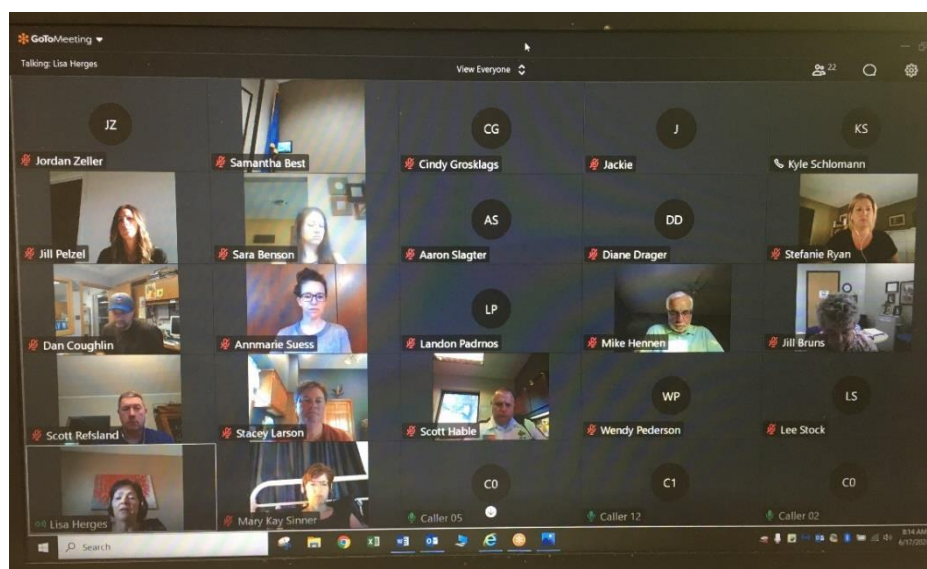 GoToMeeting
Talking: Lisa Herges
View Everyone
22
JZ
CG
J
KS
Jordan Zeller
Samantha Best
Cindy Grosklags
Jackie
Kyle Schlomann
AS
DD
Jill Pelzel
Sara Benson
Aaron Slagter
Diane Drager
Stefanie Ryan
LP
Dan Coughlin
Annmarie Suess
Landon Padrnos
Mike Hennen
Jill Bruns
WP
LS
Scott Refsland
Stacey Larson
Scott Hable
Wendy Pederson
Lee Stock
C0
C1
C0
Lisa Herges
Mary Kay Sinner
Caller 05
Caller 12
Caller 02
Search
8:14 AM